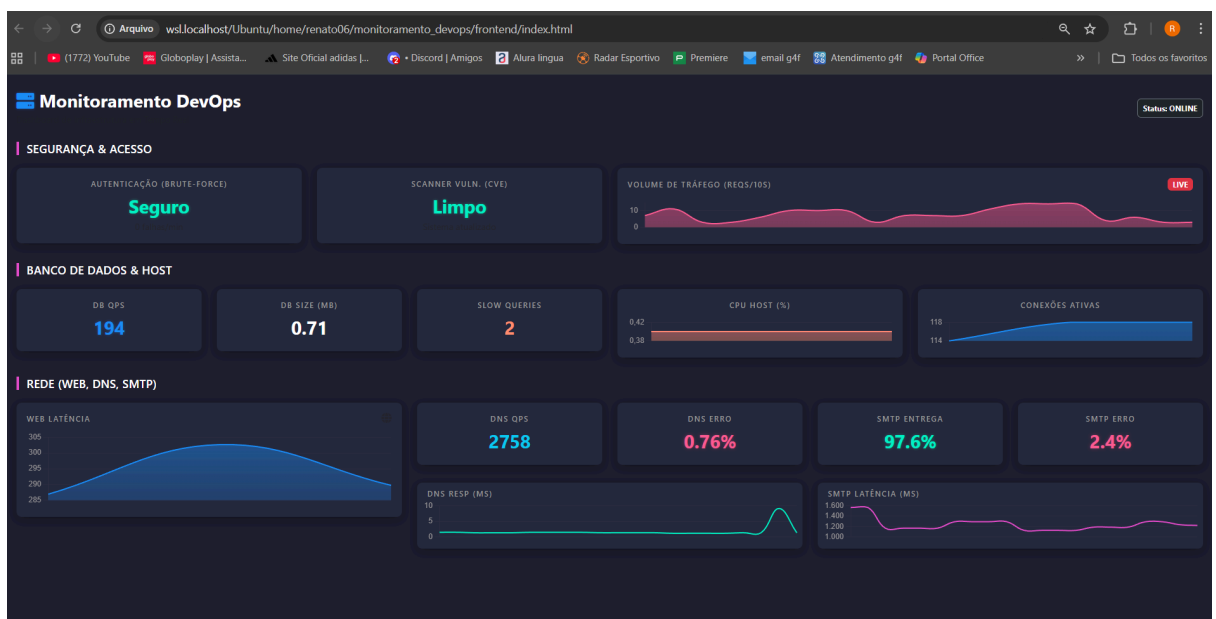 Arquivo wsl.localhost/Ubuntu/home/renato06/monitoramento_devops/frontend/index.html
R
(1772) YouTube Globoplay | Assista... Site Oficial adidas |... • Discord | Amigos Alura lingua Radar Esportivo Premiere email g4f Atendimento g4f Portal Office » Todos os favoritos
Monitoramento DevOps
Status: ONLINE
SEGURANÇA & ACESSO
AUTENTICAÇÃO (BRUTE-FORCE)
Seguro
SCANNER VULN. (CVE)
Limpo
VOLUME DE TRÁFEGO (REQS/10S)
LIVE
10
0
BANCO DE DADOS & HOST
DB QPS
194
DB SIZE (MB)
0.71
SLOW QUERIES
2
CPU HOST (%)
0,42
0,38
CONEXÕES ATIVAS
118
114
REDE (WEB, DNS, SMTP)
WEB LATÊNCIA
305
300
295
290
285
DNS QPS
2758
DNS ERRO
0.76%
SMTP ENTREGA
97.6%
SMTP ERRO
2.4%
DNS RESP (MS)
10
5
0
SMTP LATÊNCIA (MS)
1.600
1.400
1.200
1.000